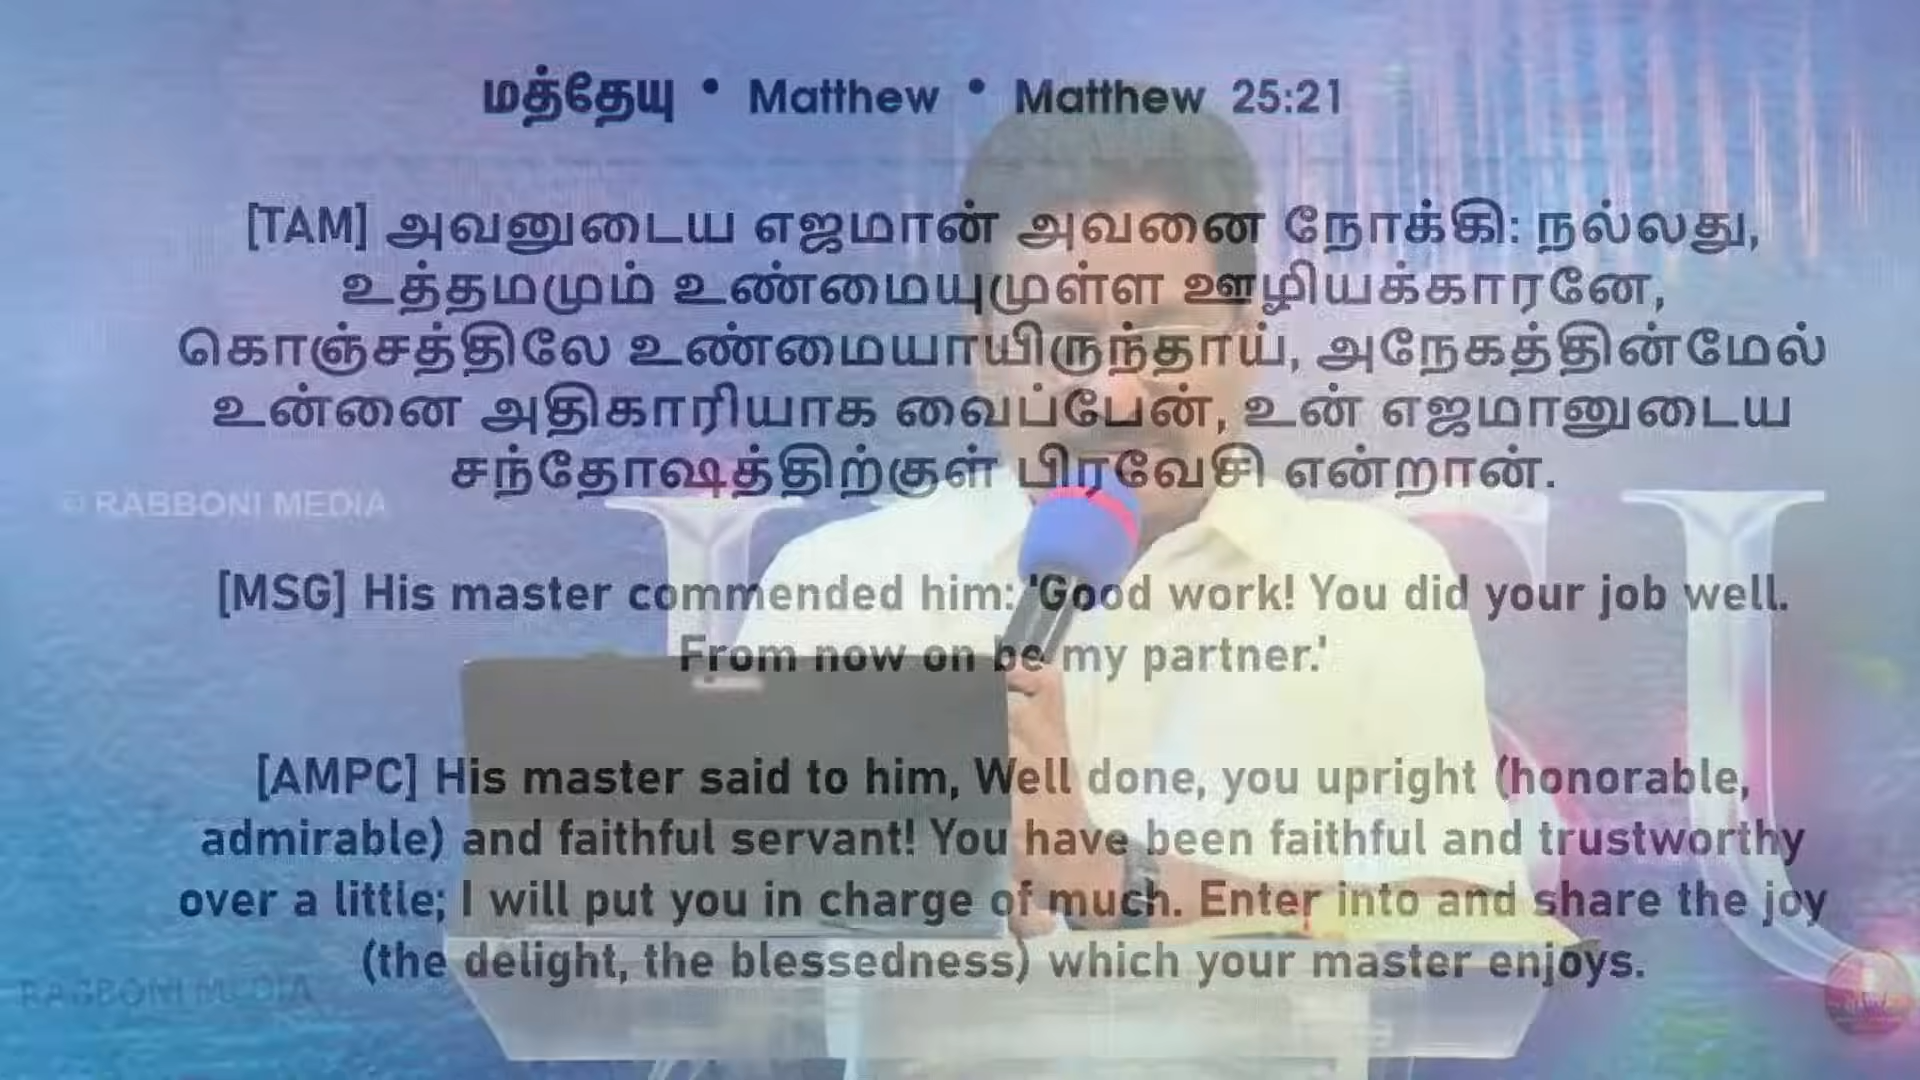 மத்தேயு • Matthew • Matthew 25:21
[TAM] அவனுடைய எஜமான் அவனை நோக்கி: நல்லது,
உத்தமமும் உண்மையுமுள்ள ஊழியக்காரனே,
கொஞ்சத்திலே உண்மையாயிருந்தாய், அநேகத்தின்மேல்
உன்னை அதிகாரியாக வைப்பேன், உன் எஜமானுடைய
சந்தோஷத்திற்குள் பிரவேசி என்றான்.
© RABBONI MEDIA
[MSG] His master commended him: 'Good work! You did your job well.
From now on be my partner.'
[AMPC] His master said to him, Well done, you upright (honorable,
admirable) and faithful servant! You have been faithful and trustworthy
over a little; I will put you in charge of much. Enter into and share the joy
(the delight, the blessedness) which your master enjoys.
RABBONI MEDIA